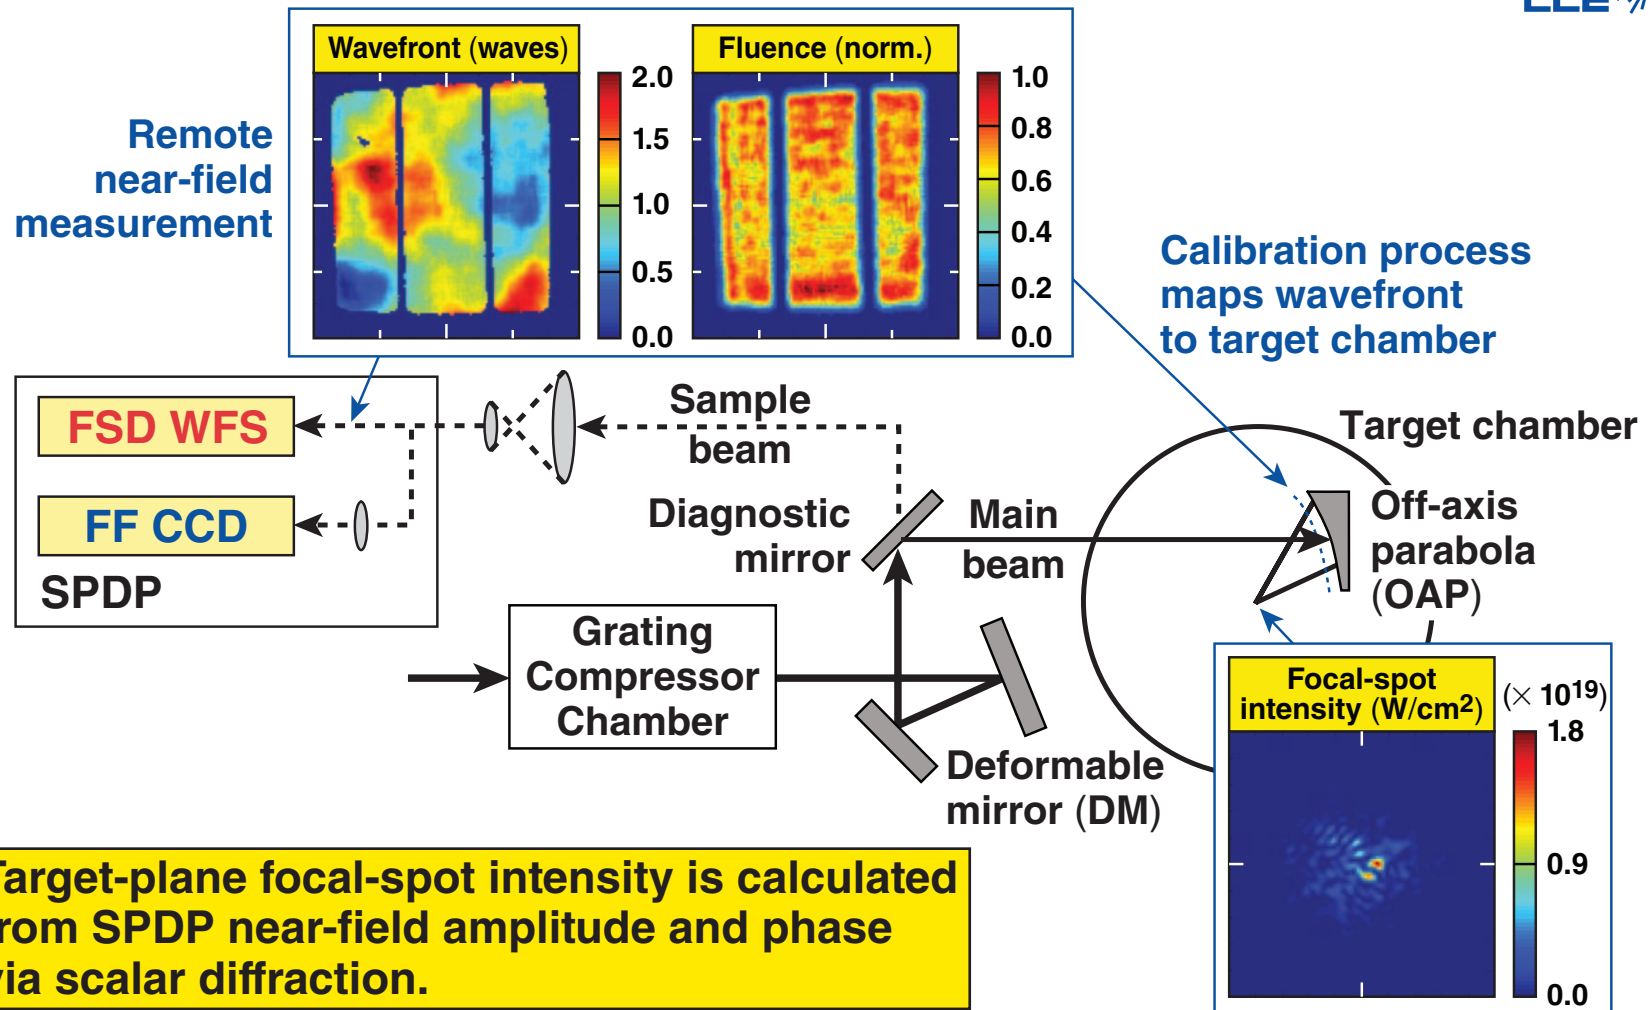 LLE
Wavefront (waves)
2.0
1.5
1.0
0.5
0.0
Fluence (norm.)
1.0
0.8
0.6
0.4
0.2
0.0
Remote
near-field
measurement
Calibration process
maps wavefront
to target chamber
FSD WFS
FF CCD
SPDP
Sample
beam
Diagnostic
mirror
Main
beam
Target chamber
Off-axis
parabola
(OAP)
Grating
Compressor
Chamber
Deformable
mirror (DM)
Focal-spot
intensity (W/cm²)
(× 10¹⁹)
1.8
0.9
0.0
Target-plane focal-spot intensity is calculated
from SPDP near-field amplitude and phase
via scalar diffraction.